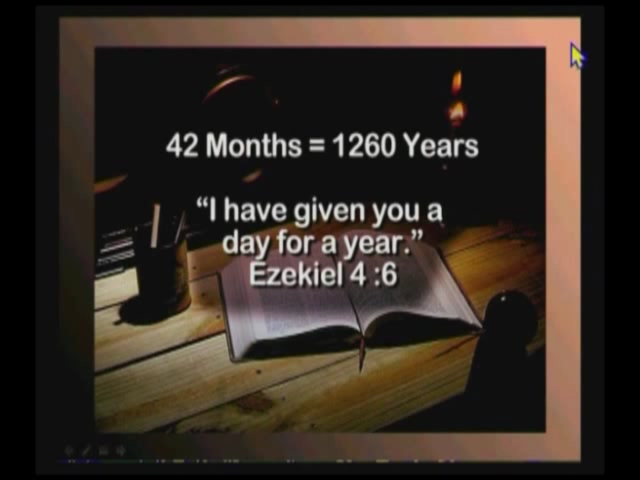 42 Months = 1260 Years
“I have given you a
day for a year.”
Ezekiel 4 :6